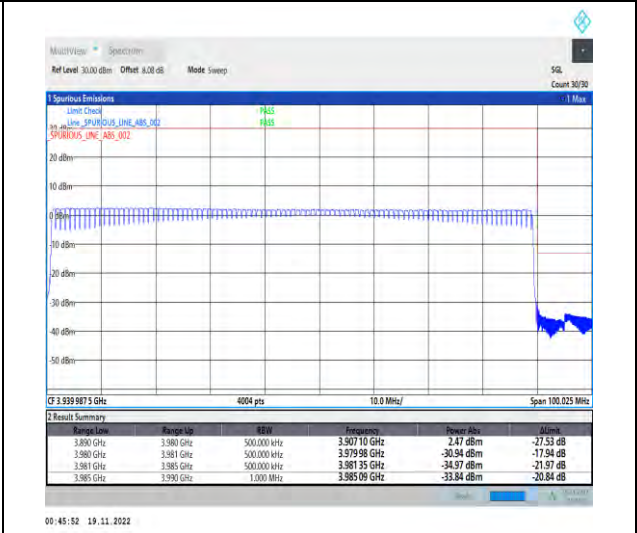 MultiView Spectrum
Ref Level 30.00 dBm Offset 8.08 dB Mode Sweep SGL
Count 30/30
1 Spurious Emissions 1 Max
Limit Check PASS
Line _SPURIOUS_LINE_ABS_002 PASS
_SPURIOUS_LINE_ABS_002
20 dBm
10 dBm
0 dBm
-10 dBm
-20 dBm
-30 dBm
-40 dBm
-50 dBm
CF 3.939 987 5 GHz 4004 pts 10.0 MHz/ Span 100.025 MHz
2 Result Summary
Range Low Range Up RBW Frequency Power Abs ΔLimit
3.890 GHz 3.980 GHz 500.000 kHz 3.907 10 GHz 2.47 dBm -27.53 dB
3.980 GHz 3.981 GHz 500.000 kHz 3.979 98 GHz -30.94 dBm -17.94 dB
3.981 GHz 3.985 GHz 500.000 kHz 3.981 35 GHz -34.97 dBm -21.97 dB
3.985 GHz 3.990 GHz 1.000 MHz 3.985 09 GHz -33.84 dBm -20.84 dB
00:45:52 19.11.2022